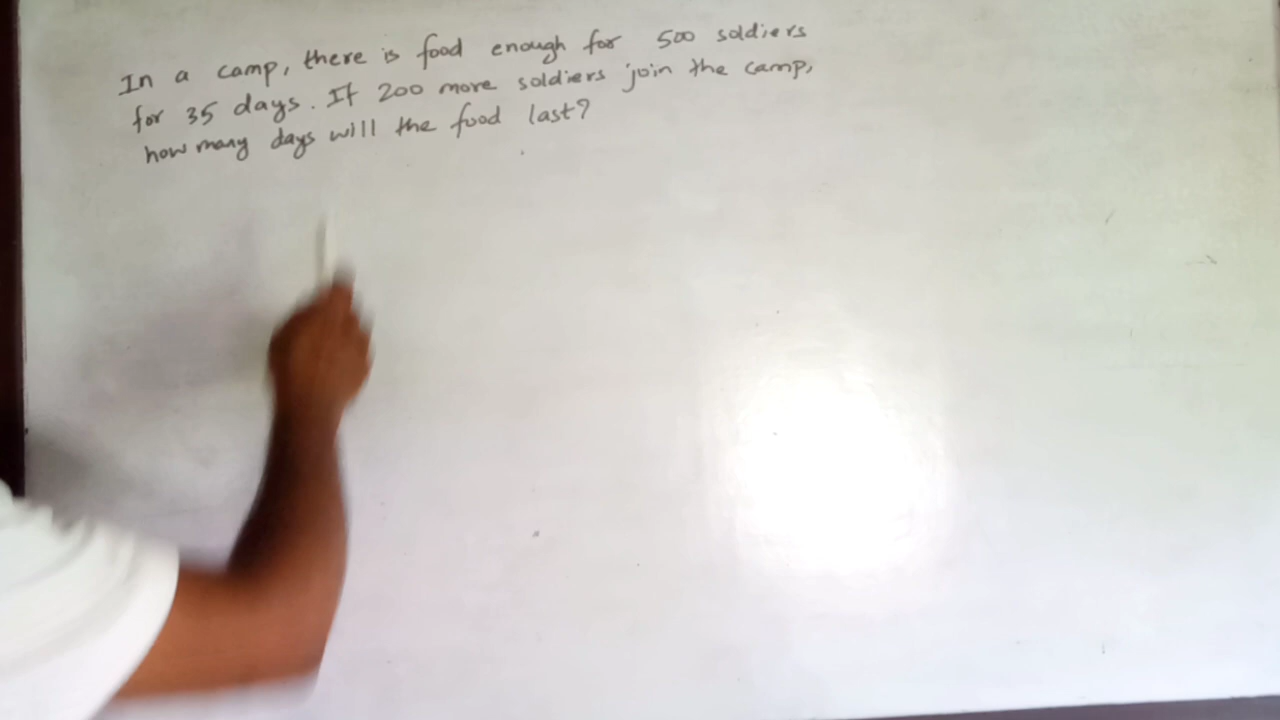 In a camp, there is food enough for 500 soldiers
for 35 days. If 200 more soldiers join the camp,
how many days will the food last?